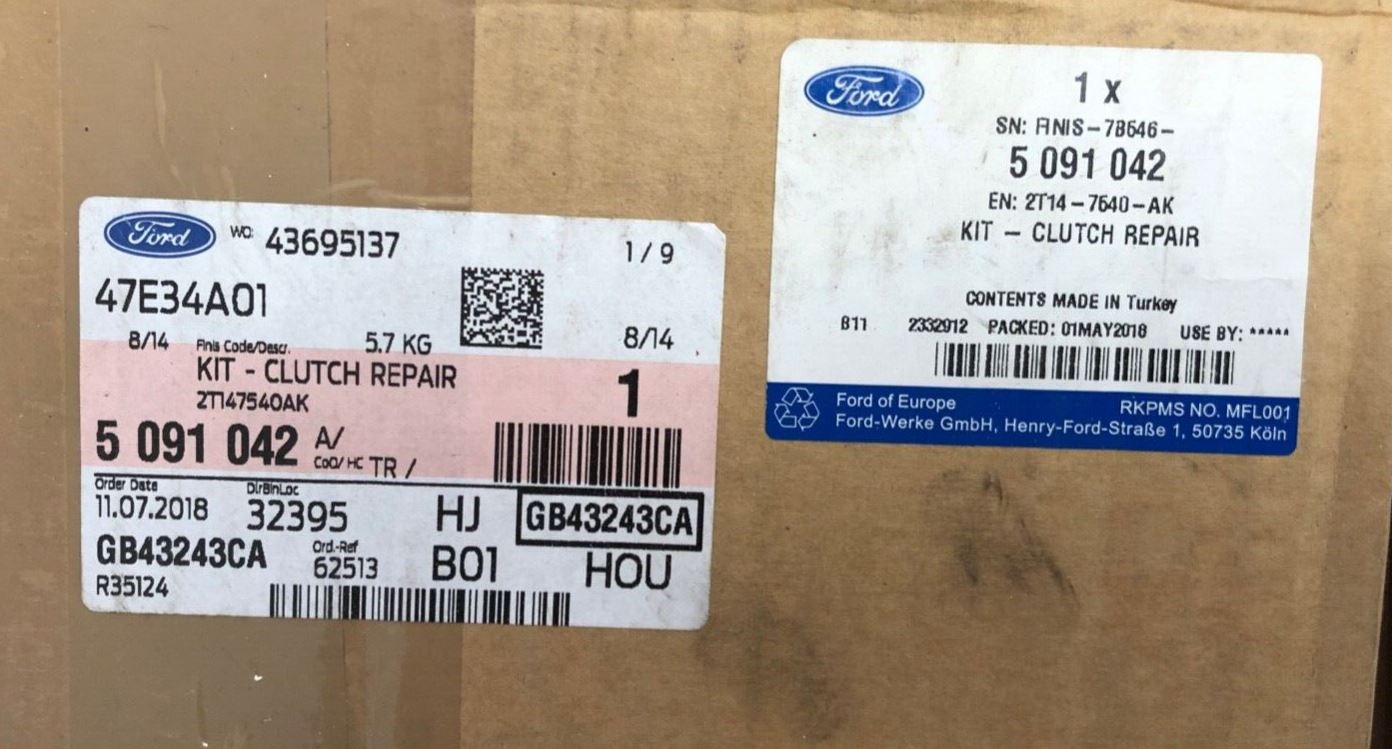 Ford
WO: 43695137
1 / 9
47E34A01
8/14 Finis Code/Descr. 5.7 KG 8/14
KIT - CLUTCH REPAIR
1
2T147540AK
5 091 042 A/
CoO/ HC TR /
Order Date DirBinLoc
11.07.2018 32395 HJ GB43243CA
GB43243CA Ord.-Ref B01 HOU
62513
R35124
Ford
1 x
SN: FINIS-7B546-
5 091 042
EN: 2T14-7540-AK
KIT - CLUTCH REPAIR
CONTENTS MADE IN Turkey
B11 2332912 PACKED: 01MAY2018 USE BY: *****
Ford of Europe RKPMS NO. MFL001
Ford-Werke GmbH, Henry-Ford-Straße 1, 50735 Köln